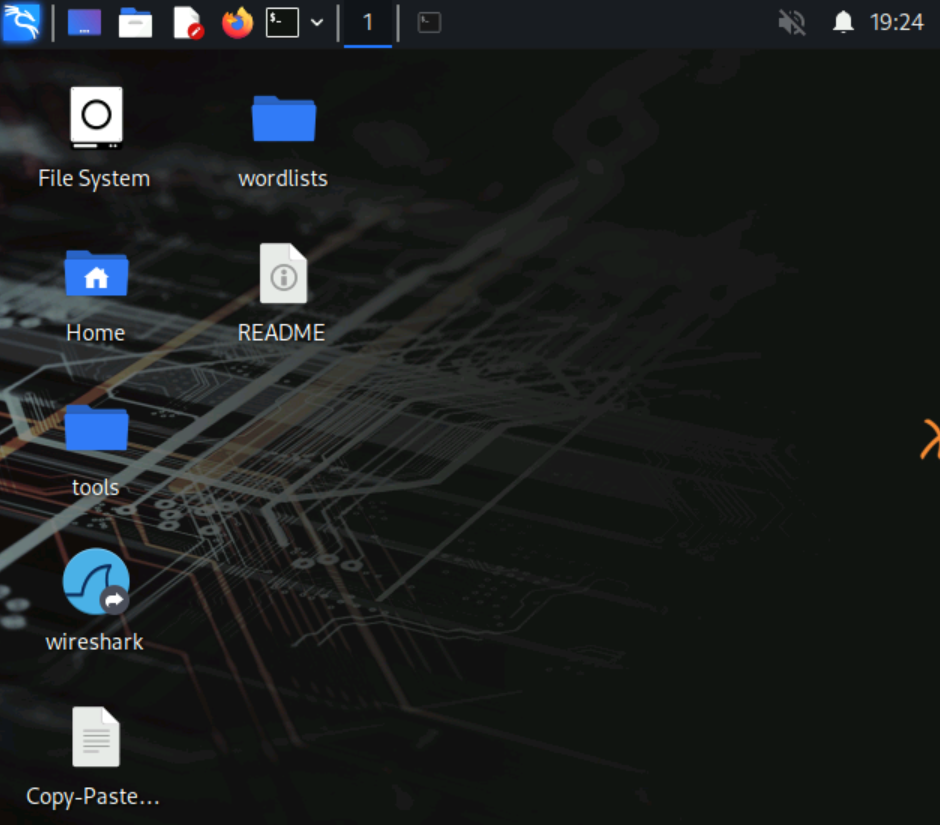 1
19:24
File System
wordlists
Home
README
tools
wireshark
Copy-Paste...